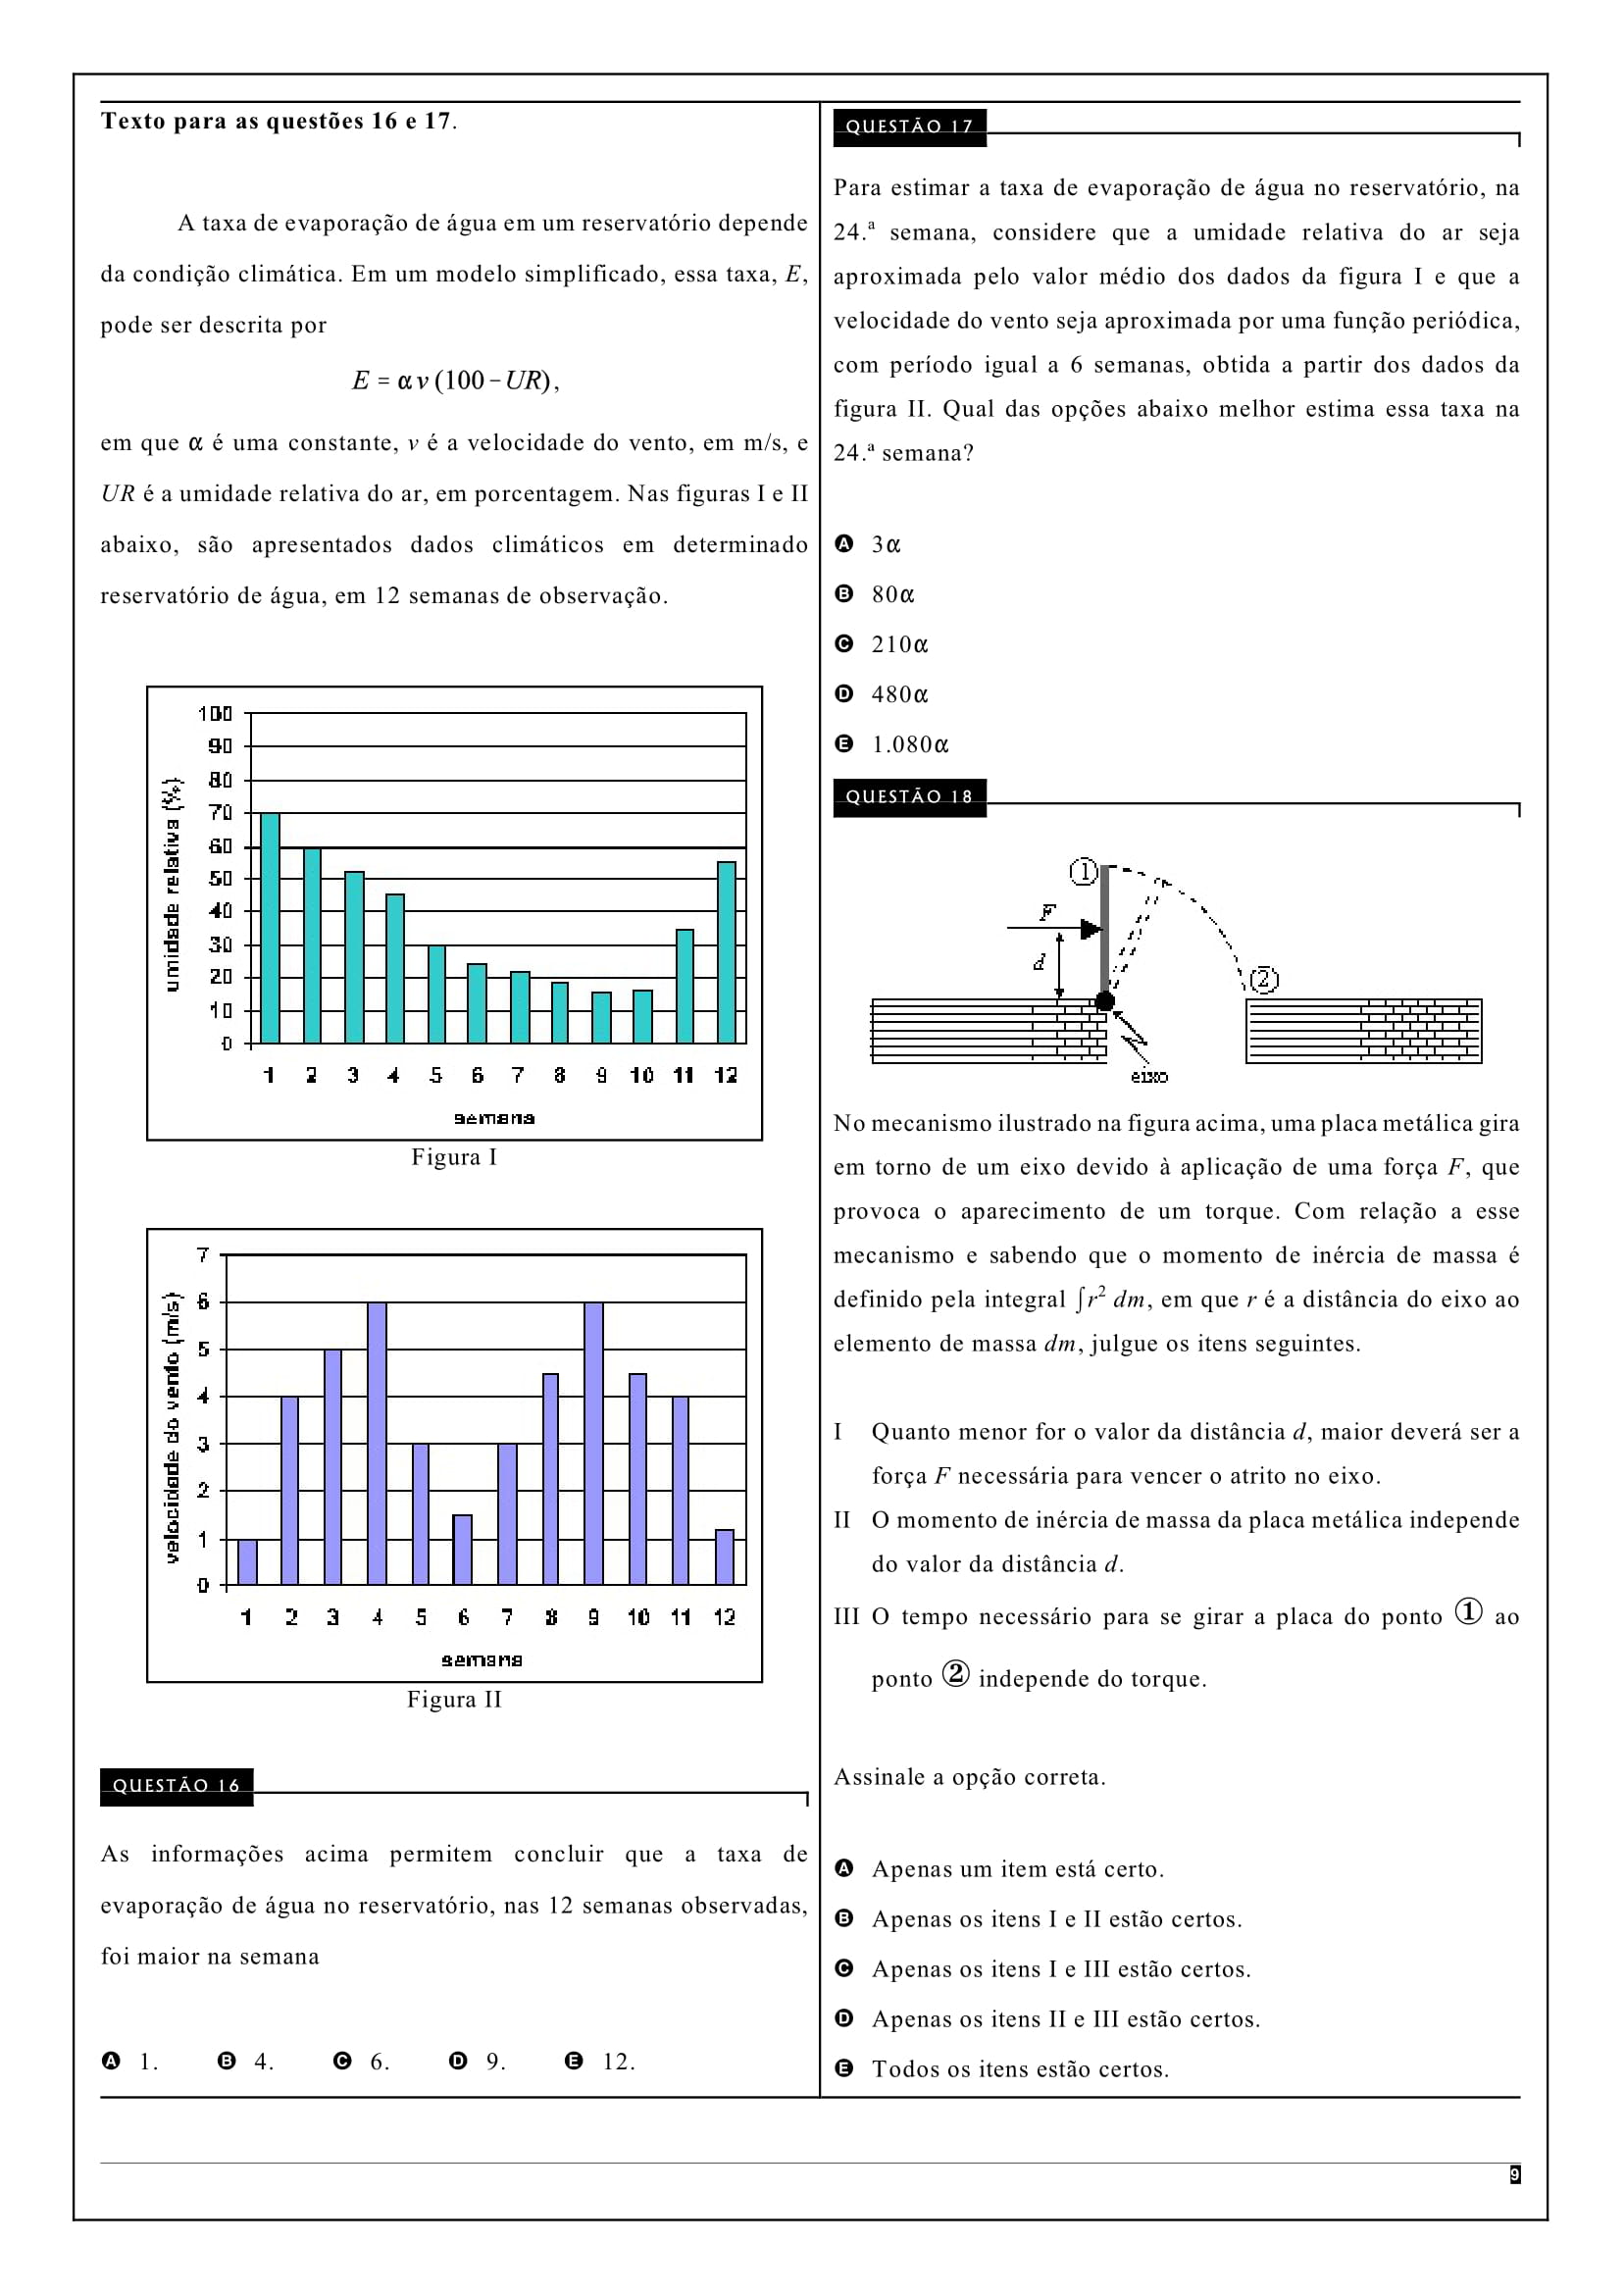 Texto para as questões 16 e 17.
A taxa de evaporação de água em um reservatório depende
da condição climática. Em um modelo simplificado, essa taxa, E,
pode ser descrita por
E = α v (100 − UR),
em que α é uma constante, v é a velocidade do vento, em m/s, e
UR é a umidade relativa do ar, em porcentagem. Nas figuras I e II
abaixo, são apresentados dados climáticos em determinado
reservatório de água, em 12 semanas de observação.
umidade relativa (%)
100
90
80
70
60
50
40
30
20
10
0
1 2 3 4 5 6 7 8 9 10 11 12
semana
Figura I
velocidade do vento (m/s)
7
6
5
4
3
2
1
0
1 2 3 4 5 6 7 8 9 10 11 12
semana
Figura II
QUESTÃO 16
As informações acima permitem concluir que a taxa de
evaporação de água no reservatório, nas 12 semanas observadas,
foi maior na semana
A 1. B 4. C 6. D 9. E 12.
QUESTÃO 17
Para estimar a taxa de evaporação de água no reservatório, na
24.ª semana, considere que a umidade relativa do ar seja
aproximada pelo valor médio dos dados da figura I e que a
velocidade do vento seja aproximada por uma função periódica,
com período igual a 6 semanas, obtida a partir dos dados da
figura II. Qual das opções abaixo melhor estima essa taxa na
24.ª semana?
A 3α
B 80α
C 210α
D 480α
E 1.080α
QUESTÃO 18
1
F
d
2
eixo
No mecanismo ilustrado na figura acima, uma placa metálica gira
em torno de um eixo devido à aplicação de uma força F, que
provoca o aparecimento de um torque. Com relação a esse
mecanismo e sabendo que o momento de inércia de massa é
definido pela integral ∫r² dm, em que r é a distância do eixo ao
elemento de massa dm, julgue os itens seguintes.
I Quanto menor for o valor da distância d, maior deverá ser a
força F necessária para vencer o atrito no eixo.
II O momento de inércia de massa da placa metálica independe
do valor da distância d.
III O tempo necessário para se girar a placa do ponto ① ao
ponto ② independe do torque.
Assinale a opção correta.
A Apenas um item está certo.
B Apenas os itens I e II estão certos.
C Apenas os itens I e III estão certos.
D Apenas os itens II e III estão certos.
E Todos os itens estão certos.
9